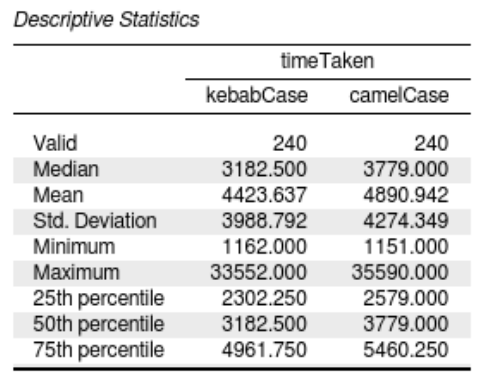 Descriptive Statistics
timeTaken
kebabCase camelCase
Valid 240 240
Median 3182.500 3779.000
Mean 4423.637 4890.942
Std. Deviation 3988.792 4274.349
Minimum 1162.000 1151.000
Maximum 33552.000 35590.000
25th percentile 2302.250 2579.000
50th percentile 3182.500 3779.000
75th percentile 4961.750 5460.250